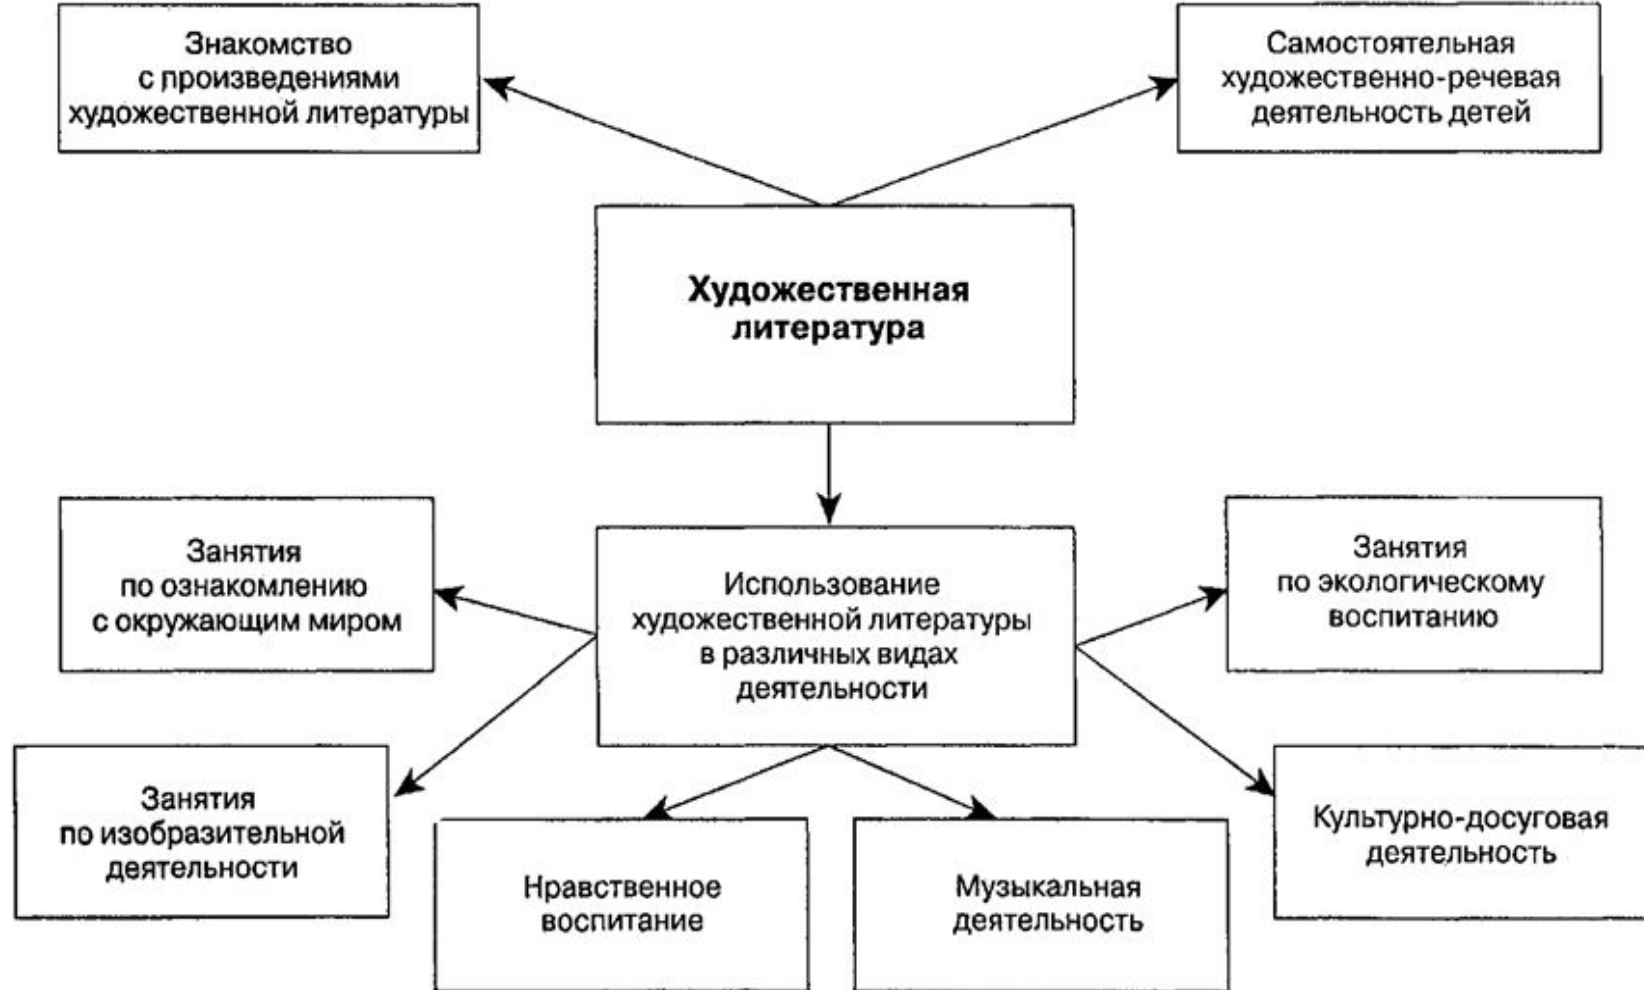 Знакомство
с произведениями
художественной литературы
Самостоятельная
художественно-речевая
деятельность детей
Художественная
литература
Занятия
по ознакомлению
с окружающим миром
Использование
художественной литературы
в различных видах
деятельности
Занятия
по экологическому
воспитанию
Занятия
по изобразительной
деятельности
Нравственное
воспитание
Музыкальная
деятельность
Культурно-досуговая
деятельность